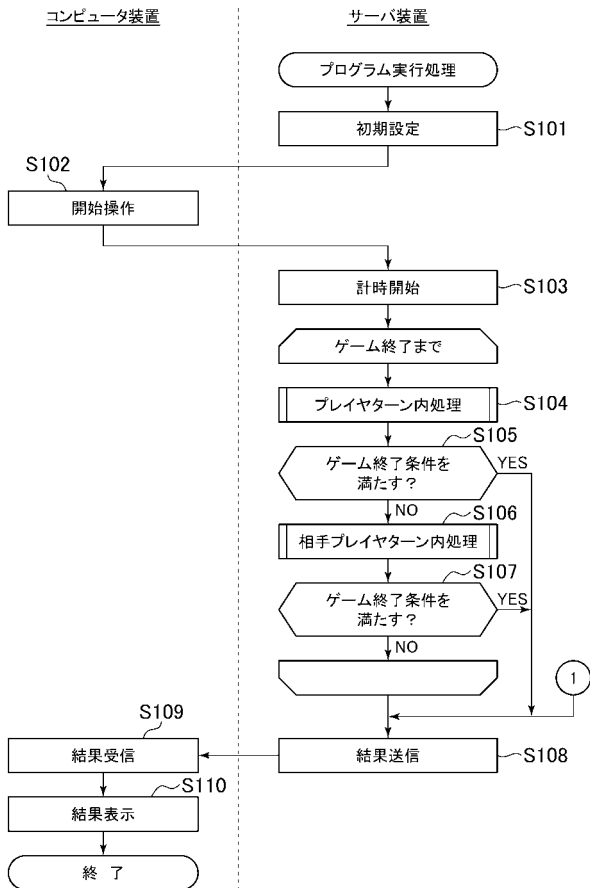 コンピュータ装置
サーバ装置
プログラム実行処理
初期設定
S101
S102
開始操作
計時開始
S103
ゲーム終了まで
プレイヤターン内処理
S104
S105
ゲーム終了条件を
満たす?
YES
NO
S106
相手プレイヤターン内処理
S107
ゲーム終了条件を
満たす?
YES
NO
1
S109
結果受信
結果送信
S108
S110
結果表示
終 了